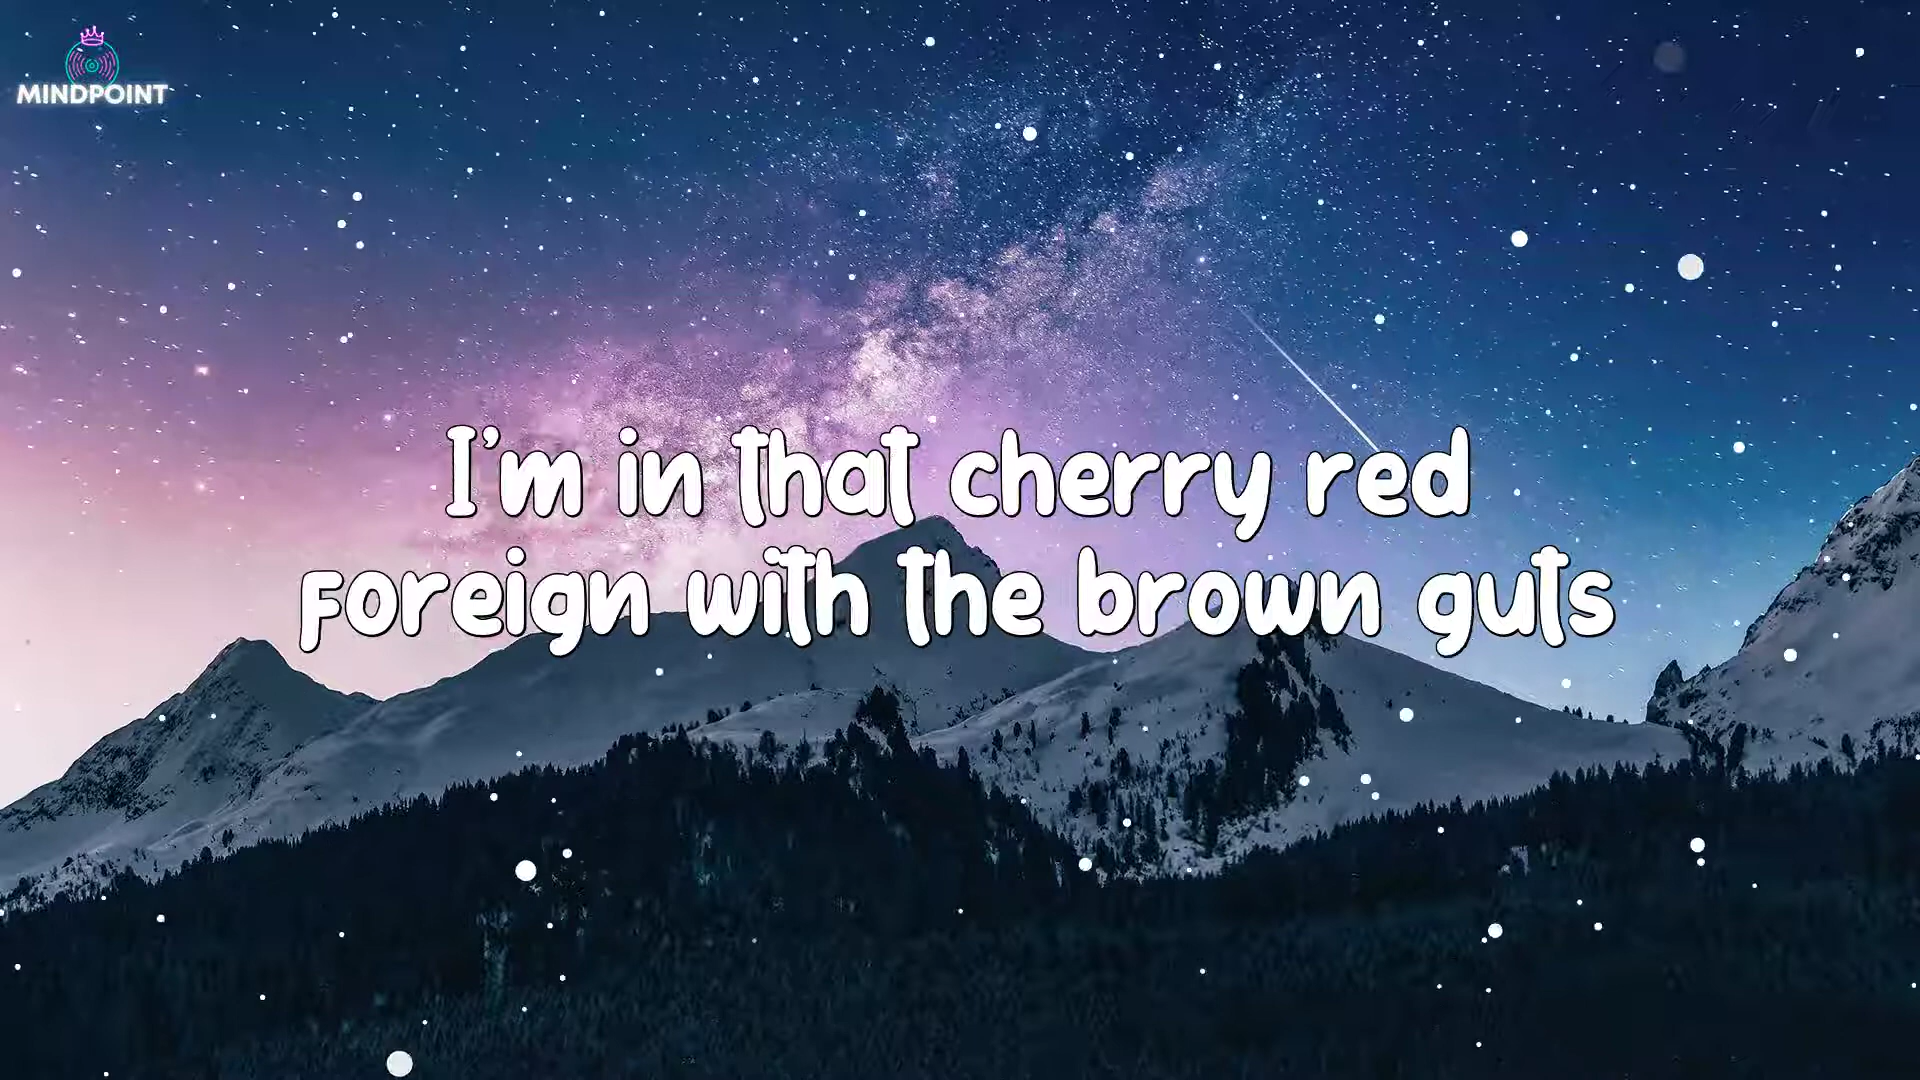 MINDPOINT
I'm in that cherry red
foreign with the brown guts